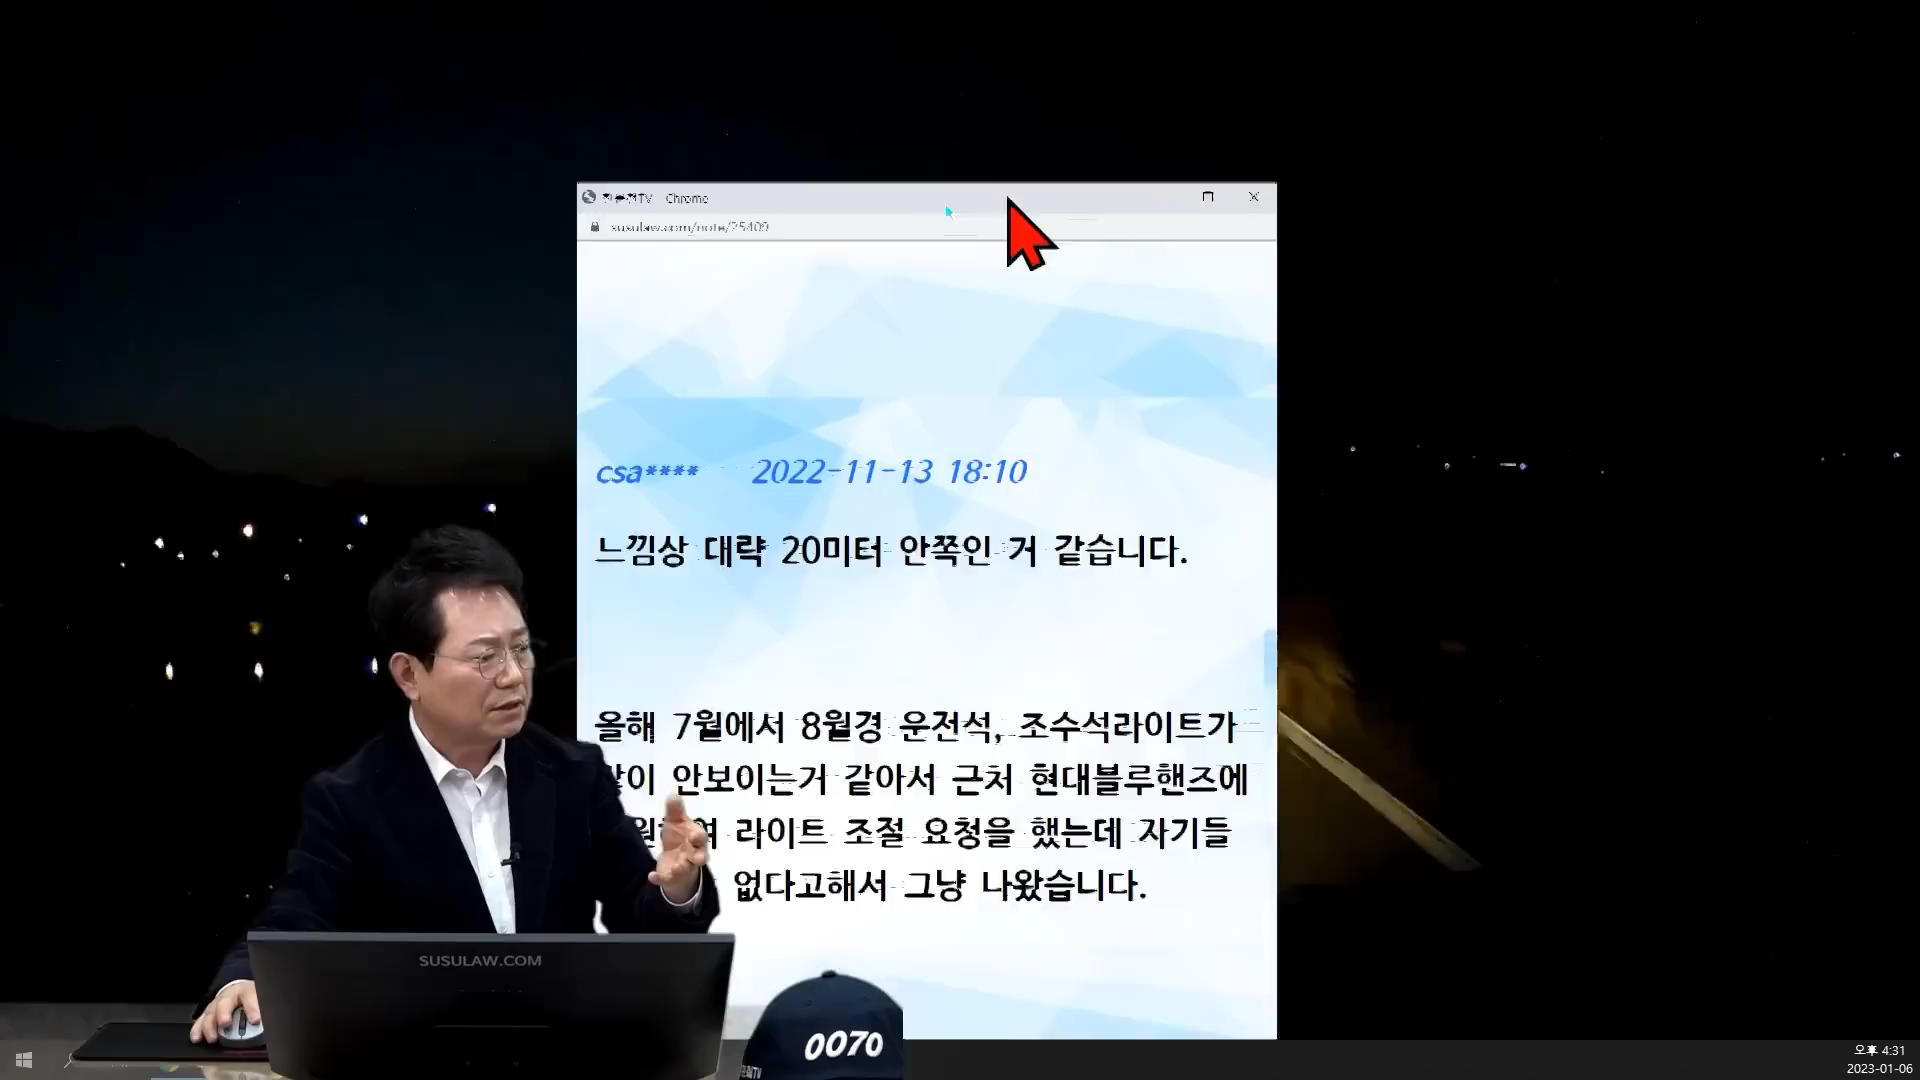 Chrome
susulaw.com/note/25409
csa**** 2022-11-13 18:10
느낌상 대략 20미터 안쪽인 거 같습니다.
올해 7월에서 8월경 운전석, 조수석라이트가
안보이는거 같아서 근처 현대블루핸즈에
라이트 조절 요청을 했는데 자기들
없다고해서 그냥 나왔습니다.
SUSULAW.COM
0070
오후 4:31
2023-01-06